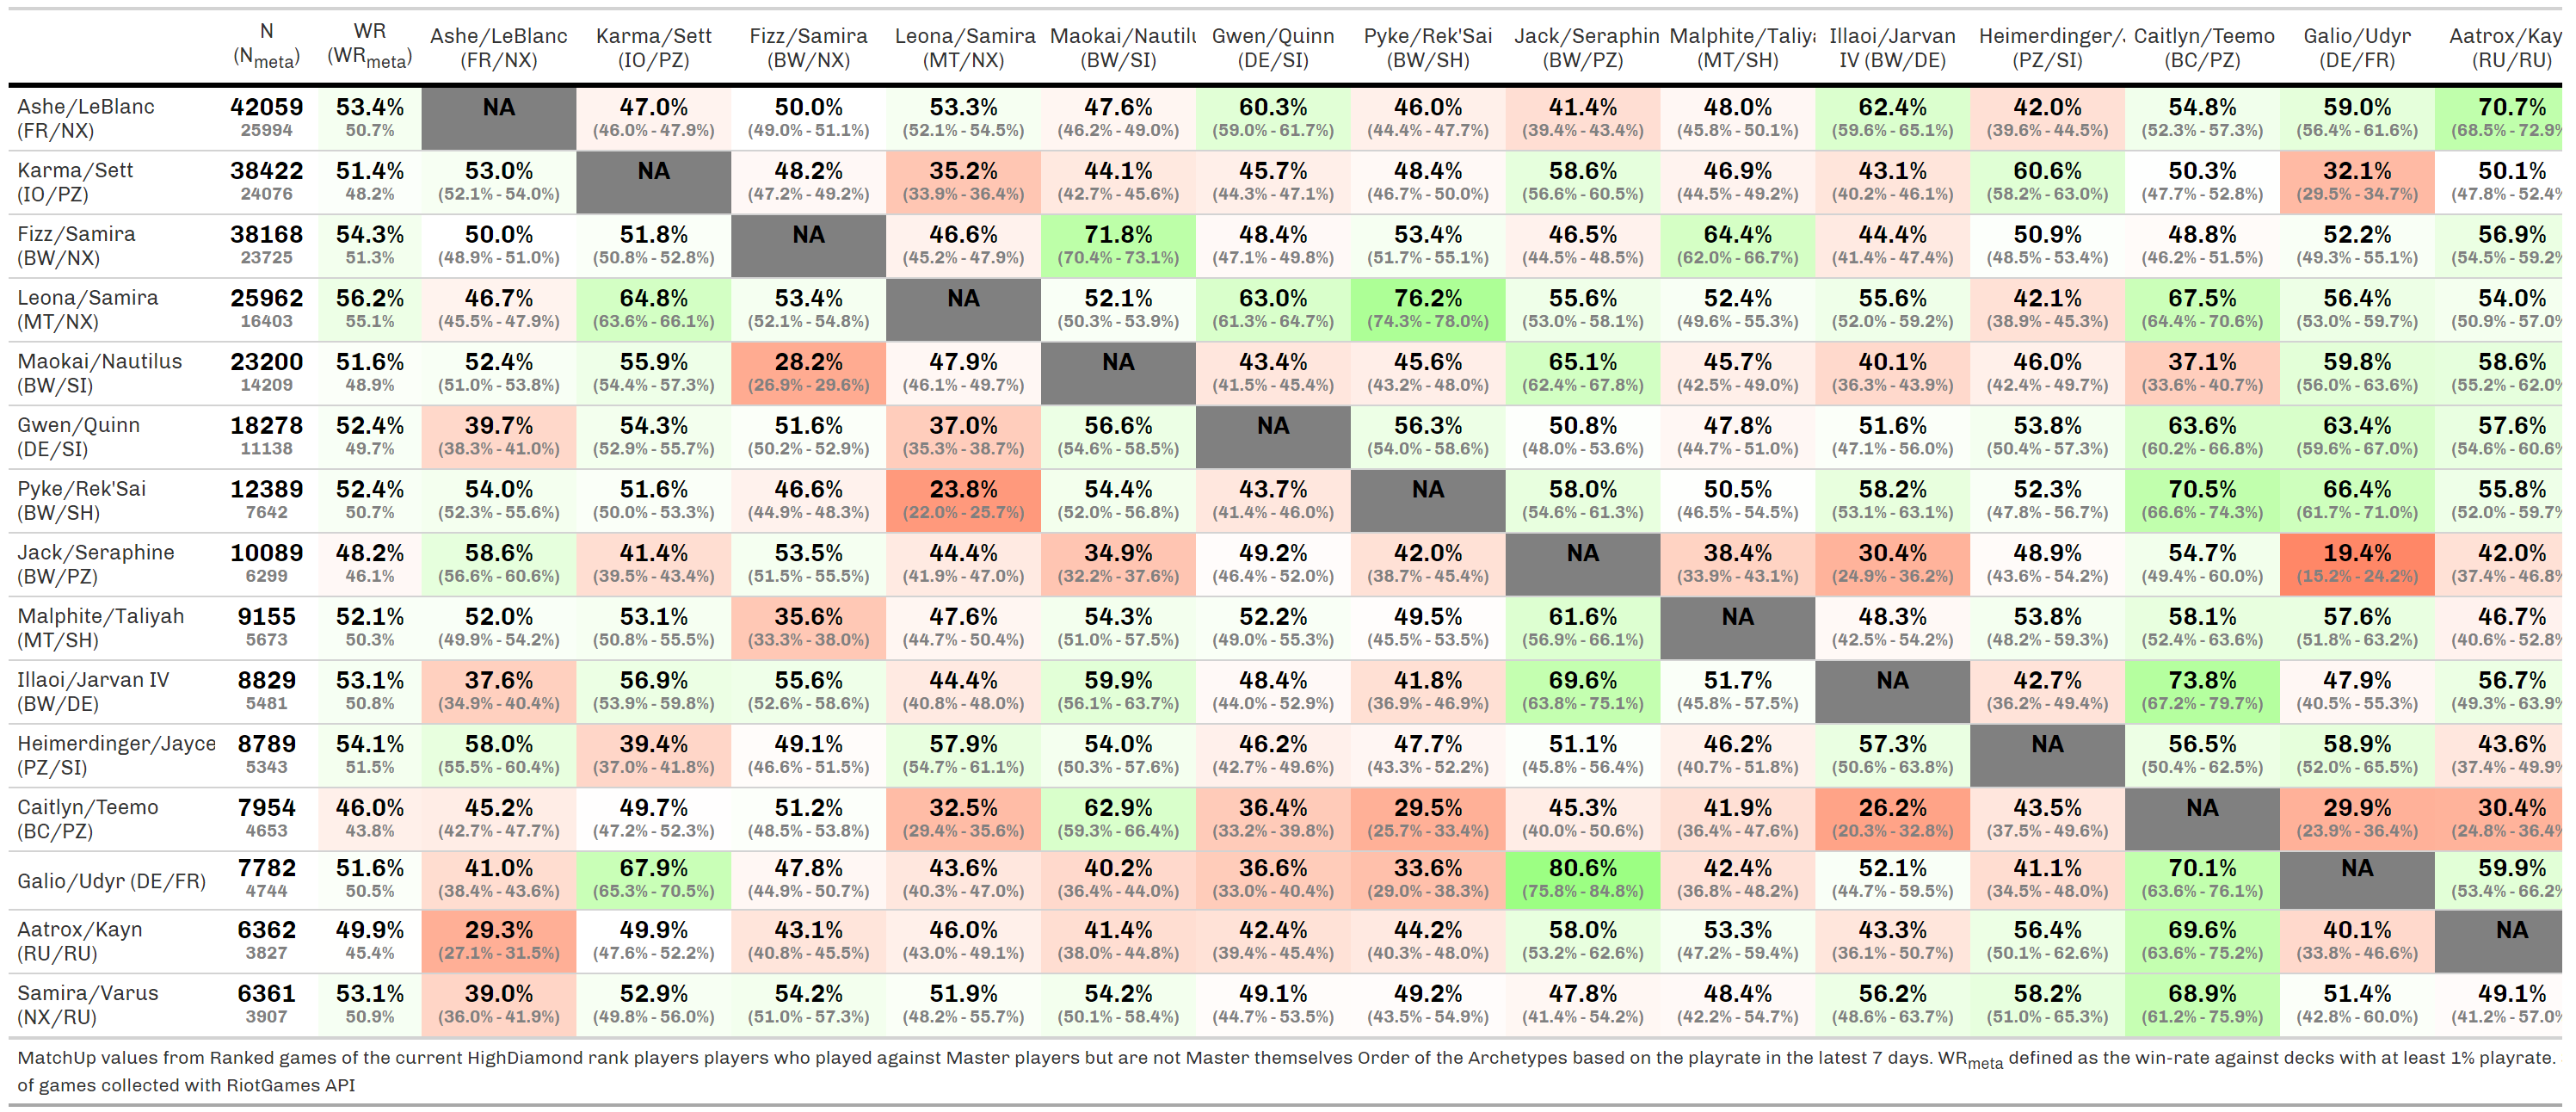 N WR Ashe/LeBlanc Karma/Sett Fizz/Samira Leona/Samira Maokai/Nautilu Gwen/Quinn Pyke/Rek'Sai Jack/Seraphin Malphite/Taliya Illaoi/Jarvan Heimerdinger/J Caitlyn/Teemo Galio/Udyr Aatrox/Kay
(Nmeta) (WRmeta) (FR/NX) (IO/PZ) (BW/NX) (MT/NX) (BW/SI) (DE/SI) (BW/SH) (BW/PZ) (MT/SH) IV (BW/DE) (PZ/SI) (BC/PZ) (DE/FR) (RU/RU)
Ashe/LeBlanc 42059 53.4% NA 47.0% 50.0% 53.3% 47.6% 60.3% 46.0% 41.4% 48.0% 62.4% 42.0% 54.8% 59.0% 70.7%
(FR/NX) 25994 50.7% (46.0% - 47.9%) (49.0% - 51.1%) (52.1% - 54.5%) (46.2% - 49.0%) (59.0% - 61.7%) (44.4% - 47.7%) (39.4% - 43.4%) (45.8% - 50.1%) (59.6% - 65.1%) (39.6% - 44.5%) (52.3% - 57.3%) (56.4% - 61.6%) (68.5% - 72.9%
Karma/Sett 38422 51.4% 53.0% NA 48.2% 35.2% 44.1% 45.7% 48.4% 58.6% 46.9% 43.1% 60.6% 50.3% 32.1% 50.1%
(IO/PZ) 24076 48.2% (52.1% - 54.0%) (47.2% - 49.2%) (33.9% - 36.4%) (42.7% - 45.6%) (44.3% - 47.1%) (46.7% - 50.0%) (56.6% - 60.5%) (44.5% - 49.2%) (40.2% - 46.1%) (58.2% - 63.0%) (47.7% - 52.8%) (29.5% - 34.7%) (47.8% - 52.4%
Fizz/Samira 38168 54.3% 50.0% 51.8% NA 46.6% 71.8% 48.4% 53.4% 46.5% 64.4% 44.4% 50.9% 48.8% 52.2% 56.9%
(BW/NX) 23725 51.3% (48.9% - 51.0%) (50.8% - 52.8%) (45.2% - 47.9%) (70.4% - 73.1%) (47.1% - 49.8%) (51.7% - 55.1%) (44.5% - 48.5%) (62.0% - 66.7%) (41.4% - 47.4%) (48.5% - 53.4%) (46.2% - 51.5%) (49.3% - 55.1%) (54.5% - 59.2%
Leona/Samira 25962 56.2% 46.7% 64.8% 53.4% NA 52.1% 63.0% 76.2% 55.6% 52.4% 55.6% 42.1% 67.5% 56.4% 54.0%
(MT/NX) 16403 55.1% (45.5% - 47.9%) (63.6% - 66.1%) (52.1% - 54.8%) (50.3% - 53.9%) (61.3% - 64.7%) (74.3% - 78.0%) (53.0% - 58.1%) (49.6% - 55.3%) (52.0% - 59.2%) (38.9% - 45.3%) (64.4% - 70.6%) (53.0% - 59.7%) (50.9% - 57.0%
Maokai/Nautilus 23200 51.6% 52.4% 55.9% 28.2% 47.9% NA 43.4% 45.6% 65.1% 45.7% 40.1% 46.0% 37.1% 59.8% 58.6%
(BW/SI) 14209 48.9% (51.0% - 53.8%) (54.4% - 57.3%) (26.9% - 29.6%) (46.1% - 49.7%) (41.5% - 45.4%) (43.2% - 48.0%) (62.4% - 67.8%) (42.5% - 49.0%) (36.3% - 43.9%) (42.4% - 49.7%) (33.6% - 40.7%) (56.0% - 63.6%) (55.2% - 62.0%
Gwen/Quinn 18278 52.4% 39.7% 54.3% 51.6% 37.0% 56.6% NA 56.3% 50.8% 47.8% 51.6% 53.8% 63.6% 63.4% 57.6%
(DE/SI) 11138 49.7% (38.3% - 41.0%) (52.9% - 55.7%) (50.2% - 52.9%) (35.3% - 38.7%) (54.6% - 58.5%) (54.0% - 58.6%) (48.0% - 53.6%) (44.7% - 51.0%) (47.1% - 56.0%) (50.4% - 57.3%) (60.2% - 66.8%) (59.6% - 67.0%) (54.6% - 60.6%
Pyke/Rek'Sai 12389 52.4% 54.0% 51.6% 46.6% 23.8% 54.4% 43.7% NA 58.0% 50.5% 58.2% 52.3% 70.5% 66.4% 55.8%
(BW/SH) 7642 50.7% (52.3% - 55.6%) (50.0% - 53.3%) (44.9% - 48.3%) (22.0% - 25.7%) (52.0% - 56.8%) (41.4% - 46.0%) (54.6% - 61.3%) (46.5% - 54.5%) (53.1% - 63.1%) (47.8% - 56.7%) (66.6% - 74.3%) (61.7% - 71.0%) (52.0% - 59.7%
Jack/Seraphine 10089 48.2% 58.6% 41.4% 53.5% 44.4% 34.9% 49.2% 42.0% NA 38.4% 30.4% 48.9% 54.7% 19.4% 42.0%
(BW/PZ) 6299 46.1% (56.6% - 60.6%) (39.5% - 43.4%) (51.5% - 55.5%) (41.9% - 47.0%) (32.2% - 37.6%) (46.4% - 52.0%) (38.7% - 45.4%) (33.9% - 43.1%) (24.9% - 36.2%) (43.6% - 54.2%) (49.4% - 60.0%) (15.2% - 24.2%) (37.4% - 46.8%
Malphite/Taliyah 9155 52.1% 52.0% 53.1% 35.6% 47.6% 54.3% 52.2% 49.5% 61.6% NA 48.3% 53.8% 58.1% 57.6% 46.7%
(MT/SH) 5673 50.3% (49.9% - 54.2%) (50.8% - 55.5%) (33.3% - 38.0%) (44.7% - 50.4%) (51.0% - 57.5%) (49.0% - 55.3%) (45.5% - 53.5%) (56.9% - 66.1%) (42.5% - 54.2%) (48.2% - 59.3%) (52.4% - 63.6%) (51.8% - 63.2%) (40.6% - 52.8%
Illaoi/Jarvan IV 8829 53.1% 37.6% 56.9% 55.6% 44.4% 59.9% 48.4% 41.8% 69.6% 51.7% NA 42.7% 73.8% 47.9% 56.7%
(BW/DE) 5481 50.8% (34.9% - 40.4%) (53.9% - 59.8%) (52.6% - 58.6%) (40.8% - 48.0%) (56.1% - 63.7%) (44.0% - 52.9%) (36.9% - 46.9%) (63.8% - 75.1%) (45.8% - 57.5%) (36.2% - 49.4%) (67.2% - 79.7%) (40.5% - 55.3%) (49.3% - 63.9%
Heimerdinger/Jayce 8789 54.1% 58.0% 39.4% 49.1% 57.9% 54.0% 46.2% 47.7% 51.1% 46.2% 57.3% NA 56.5% 58.9% 43.6%
(PZ/SI) 5343 51.5% (55.5% - 60.4%) (37.0% - 41.8%) (46.6% - 51.5%) (54.7% - 61.1%) (50.3% - 57.6%) (42.7% - 49.6%) (43.3% - 52.2%) (45.8% - 56.4%) (40.7% - 51.8%) (50.6% - 63.8%) (50.4% - 62.5%) (52.0% - 65.5%) (37.4% - 49.9%
Caitlyn/Teemo 7954 46.0% 45.2% 49.7% 51.2% 32.5% 62.9% 36.4% 29.5% 45.3% 41.9% 26.2% 43.5% NA 29.9% 30.4%
(BC/PZ) 4653 43.8% (42.7% - 47.7%) (47.2% - 52.3%) (48.5% - 53.8%) (29.4% - 35.6%) (59.3% - 66.4%) (33.2% - 39.8%) (25.7% - 33.4%) (40.0% - 50.6%) (36.4% - 47.6%) (20.3% - 32.8%) (37.5% - 49.6%) (23.9% - 36.4%) (24.8% - 36.4%
Galio/Udyr (DE/FR) 7782 51.6% 41.0% 67.9% 47.8% 43.6% 40.2% 36.6% 33.6% 80.6% 42.4% 52.1% 41.1% 70.1% NA 59.9%
4744 50.5% (38.4% - 43.6%) (65.3% - 70.5%) (44.9% - 50.7%) (40.3% - 47.0%) (36.4% - 44.0%) (33.0% - 40.4%) (29.0% - 38.3%) (75.8% - 84.8%) (36.8% - 48.2%) (44.7% - 59.5%) (34.5% - 48.0%) (63.6% - 76.1%) (53.4% - 66.2%
Aatrox/Kayn 6362 49.9% 29.3% 49.9% 43.1% 46.0% 41.4% 42.4% 44.2% 58.0% 53.3% 43.3% 56.4% 69.6% 40.1% NA
(RU/RU) 3827 45.4% (27.1% - 31.5%) (47.6% - 52.2%) (40.8% - 45.5%) (43.0% - 49.1%) (38.0% - 44.8%) (39.4% - 45.4%) (40.3% - 48.0%) (53.2% - 62.6%) (47.2% - 59.4%) (36.1% - 50.7%) (50.1% - 62.6%) (63.6% - 75.2%) (33.8% - 46.6%)
Samira/Varus 6361 53.1% 39.0% 52.9% 54.2% 51.9% 54.2% 49.1% 49.2% 47.8% 48.4% 56.2% 58.2% 68.9% 51.4% 49.1%
(NX/RU) 3907 50.9% (36.0% - 41.9%) (49.8% - 56.0%) (51.0% - 57.3%) (48.2% - 55.7%) (50.1% - 58.4%) (44.7% - 53.5%) (43.5% - 54.9%) (41.4% - 54.2%) (42.2% - 54.7%) (48.6% - 63.7%) (51.0% - 65.3%) (61.2% - 75.9%) (42.8% - 60.0%) (41.2% - 57.0%
MatchUp values from Ranked games of the current HighDiamond rank players players who played against Master players but are not Master themselves Order of the Archetypes based on the playrate in the latest 7 days. WRmeta defined as the win-rate against decks with at least 1% playrate.
of games collected with RiotGames API